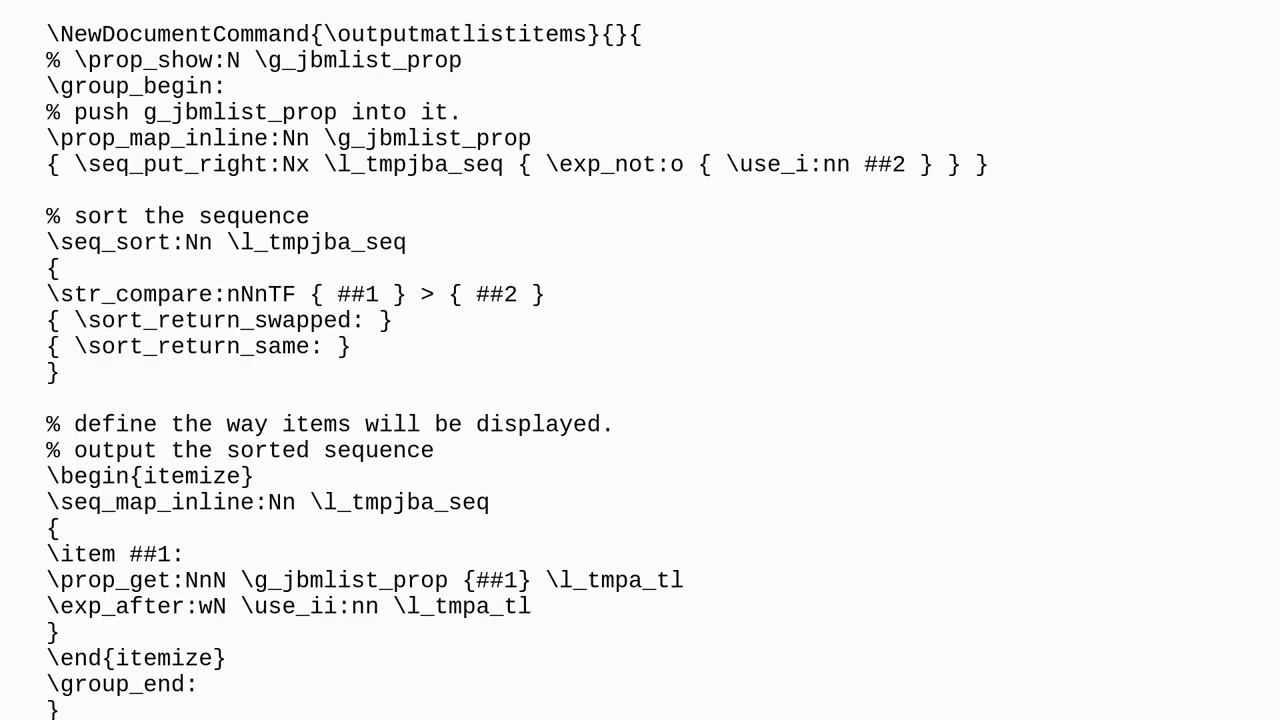 \NewDocumentCommand{\outputmatlistitems}{}{
% \prop_show:N \g_jbmlist_prop
\group_begin:
% push g_jbmlist_prop into it.
\prop_map_inline:Nn \g_jbmlist_prop
{ \seq_put_right:Nx \l_tmpjba_seq { \exp_not:o { \use_i:nn ##2 } } }
% sort the sequence
\seq_sort:Nn \l_tmpjba_seq
{
\str_compare:nNnTF { ##1 } > { ##2 }
{ \sort_return_swapped: }
{ \sort_return_same: }
}
% define the way items will be displayed.
% output the sorted sequence
\begin{itemize}
\seq_map_inline:Nn \l_tmpjba_seq
{
\item ##1:
\prop_get:NnN \g_jbmlist_prop {##1} \l_tmpa_tl
\exp_after:wN \use_ii:nn \l_tmpa_tl
}
\end{itemize}
\group_end:
}